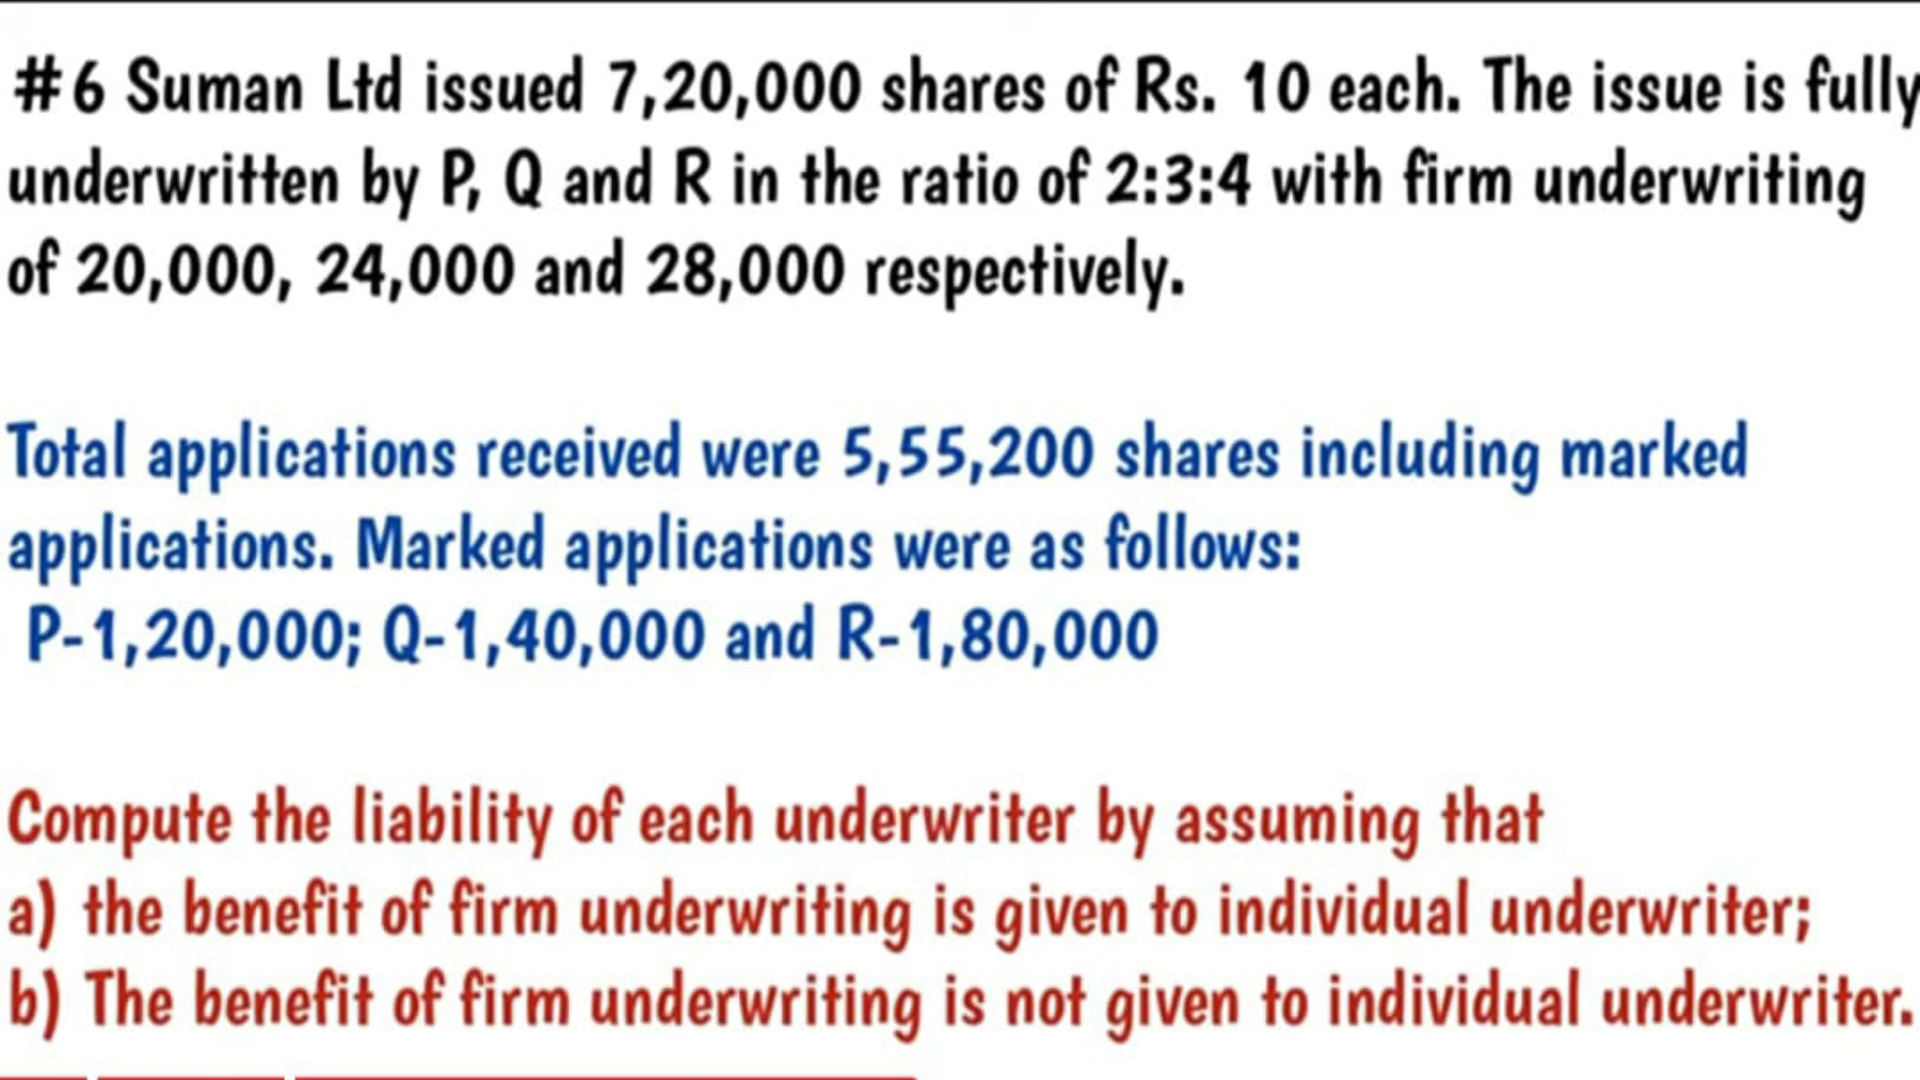 #6 Suman Ltd issued 7,20,000 shares of Rs. 10 each. The issue is fully
underwritten by P, Q and R in the ratio of 2:3:4 with firm underwriting
of 20,000, 24,000 and 28,000 respectively.
Total applications received were 5,55,200 shares including marked
applications. Marked applications were as follows:
P-1,20,000; Q-1,40,000 and R-1,80,000
Compute the liability of each underwriter by assuming that
a) the benefit of firm underwriting is given to individual underwriter;
b) The benefit of firm underwriting is not given to individual underwriter.